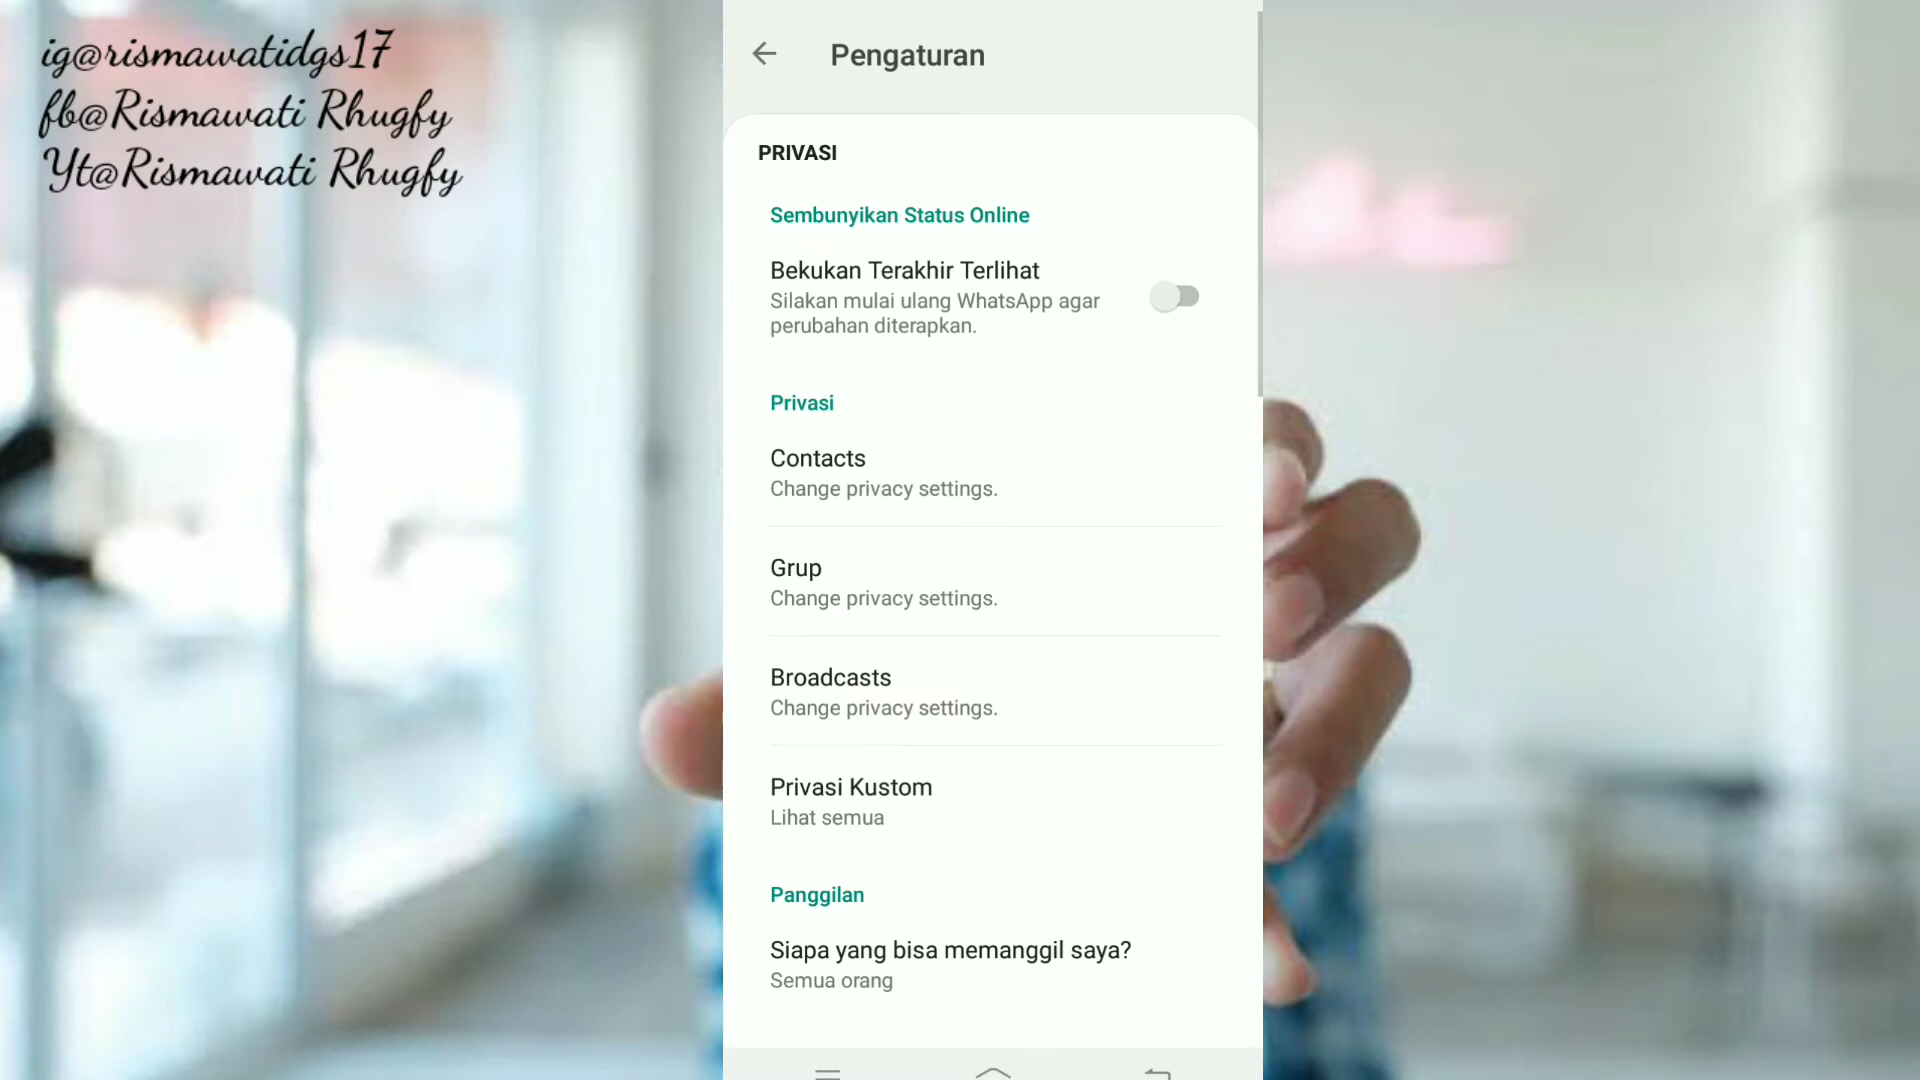 ig@rismawatidgs17
fb@Rismawati Rhugfy
Yt@Rismawati Rhugfy
Pengaturan
PRIVASI
Sembunyikan Status Online
Bekukan Terakhir Terlihat
Silakan mulai ulang WhatsApp agar
perubahan diterapkan.
Privasi
Contacts
Change privacy settings.
Grup
Change privacy settings.
Broadcasts
Change privacy settings.
Privasi Kustom
Lihat semua
Panggilan
Siapa yang bisa memanggil saya?
Semua orang